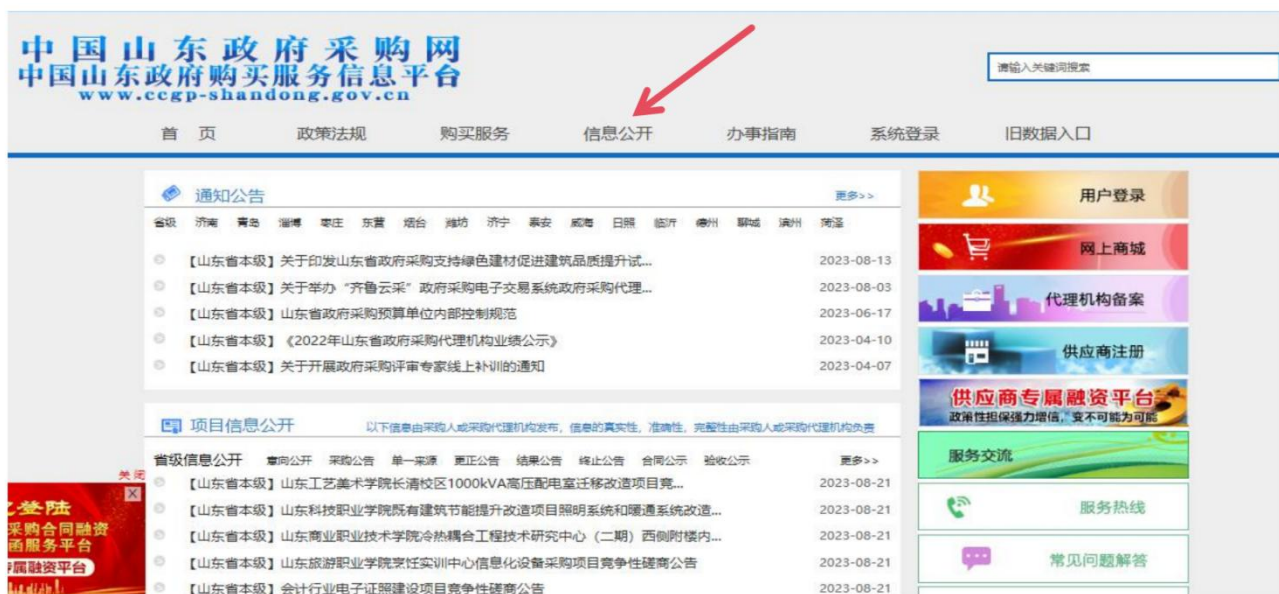 中国山东政府采购网
中国山东政府购买服务信息平台
www.ccgp-shandong.gov.cn
请输入关键词搜索
首 页 政策法规 购买服务 信息公开 办事指南 系统登录 旧数据入口
通知公告 更多>>
省级 济南 青岛 淄博 枣庄 东营 烟台 潍坊 济宁 泰安 威海 日照 临沂 德州 聊城 滨州 菏泽
【山东省本级】关于印发山东省政府采购支持绿色建材促进建筑品质提升试... 2023-08-13
【山东省本级】关于举办“齐鲁云采”政府采购电子交易系统政府采购代理... 2023-08-03
【山东省本级】山东省政府采购预算单位内部控制规范 2023-06-17
【山东省本级】《2022年山东省政府采购代理机构业绩公示》 2023-04-10
【山东省本级】关于开展政府采购评审专家线上补训的通知 2023-04-07
项目信息公开 以下信息由采购人或采购代理机构发布，信息的真实性，准确性，完整性由采购人或采购代理机构负责
省级信息公开 意向公开 采购公告 单一来源 更正公告 结果公告 终止公告 合同公示 验收公示 更多>>
【山东省本级】山东工艺美术学院长清校区1000kVA高压配电室迁移改造项目竞... 2023-08-21
【山东省本级】山东科技职业学院既有建筑节能提升改造项目照明系统和暖通系统改造... 2023-08-21
【山东省本级】山东商业职业技术学院冷热耦合工程技术研究中心（二期）西侧附楼内... 2023-08-21
【山东省本级】山东旅游职业学院烹饪实训中心信息化设备采购项目竞争性磋商公告 2023-08-21
【山东省本级】会计行业电子证照建设项目竞争性磋商公告 2023-08-21
用户登录
网上商城
代理机构备案
供应商注册
供应商专属融资平台
政策性担保强力增信，变不可能为可能
服务交流
服务热线
常见问题解答
关闭
X
登陆
采购合同融资
函服务平台
属融资平台